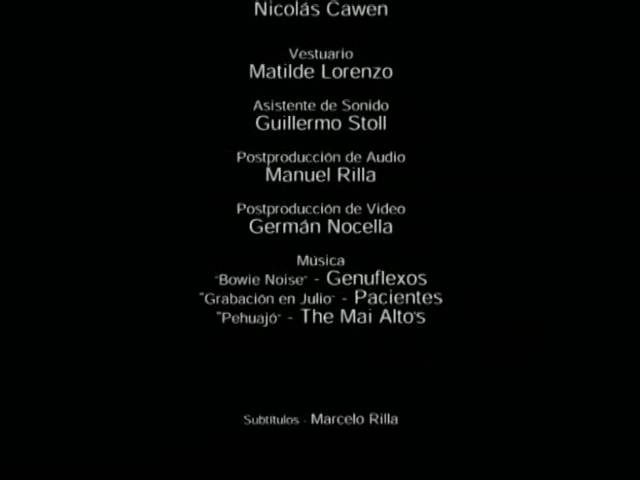 Nicolás Cawen
Vestuario
Matilde Lorenzo
Asistente de Sonido
Guillermo Stoll
Postproducción de Audio
Manuel Rilla
Postproducción de Video
Germán Nocella
Música
"Bowie Noise" - Genuflexos
"Grabación en Julio" - Pacientes
"Pehuajó" - The Mai Alto's
Subtítulos - Marcelo Rilla